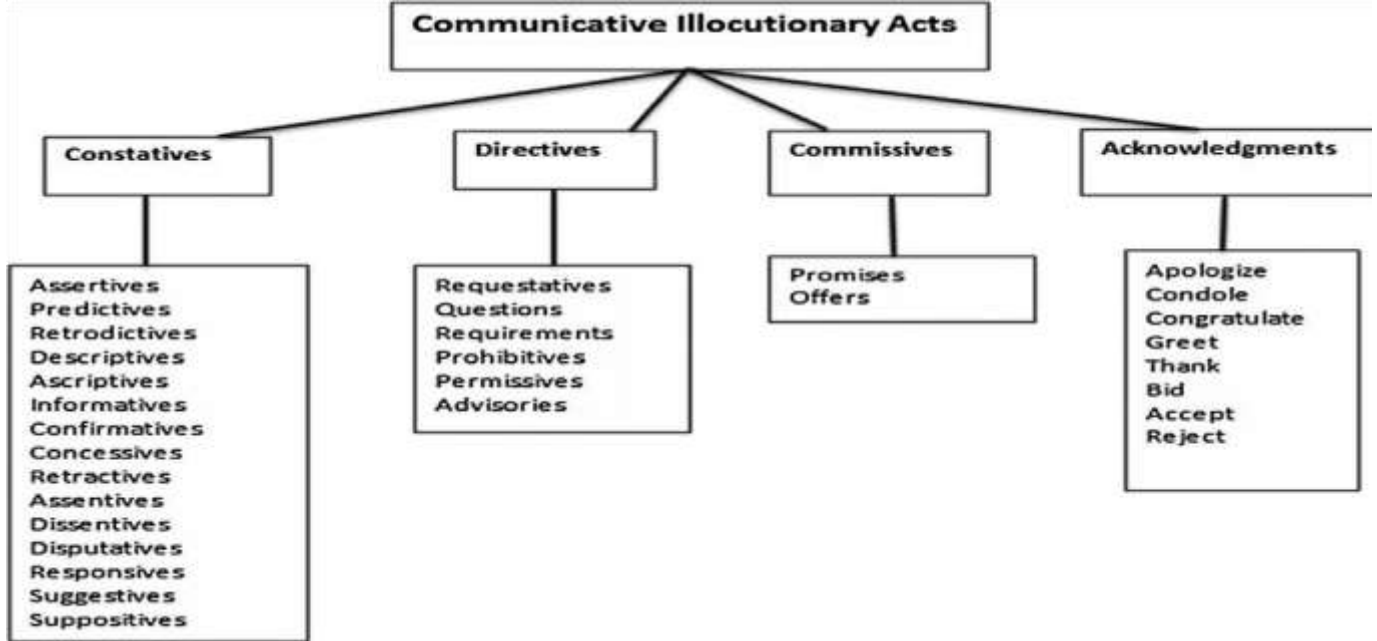 Communicative Illocutionary Acts
Constatives
Directives
Commissives
Acknowledgments
Assertives
Predictives
Retrodictives
Descriptives
Ascriptives
Informatives
Confirmatives
Concessives
Retractives
Assentives
Dissentives
Disputatives
Responsives
Suggestives
Suppositives
Requestatives
Questions
Requirements
Prohibitives
Permissives
Advisories
Promises
Offers
Apologize
Condole
Congratulate
Greet
Thank
Bid
Accept
Reject